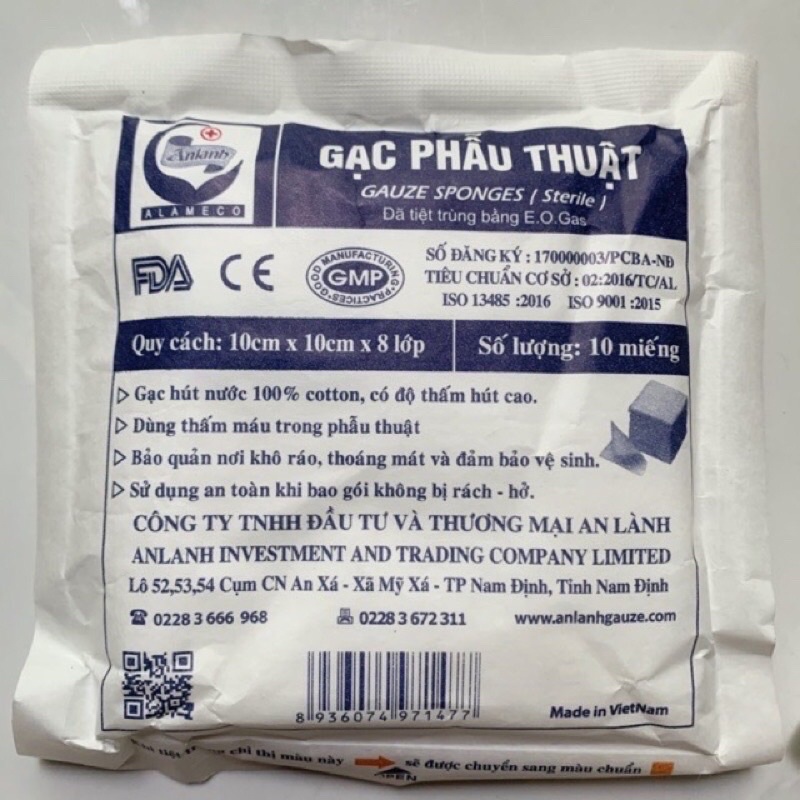 Anlanh
ALAMECO
GẠC PHẪU THUẬT
GAUZE SPONGES ( Sterile )
Đã tiệt trùng bằng E.O.Gas
FDA
CE
GOOD MANUFACTURING PRACTICES
GMP
SỐ ĐĂNG KÝ : 170000003/PCBA-NĐ
TIÊU CHUẨN CƠ SỞ : 02:2016/TC/AL
ISO 13485 :2016 ISO 9001 :2015
Quy cách: 10cm x 10cm x 8 lớp
Số lượng: 10 miếng
Gạc hút nước 100% cotton, có độ thấm hút cao.
Dùng thấm máu trong phẫu thuật
Bảo quản nơi khô ráo, thoáng mát và đảm bảo vệ sinh.
Sử dụng an toàn khi bao gói không bị rách - hở.
CÔNG TY TNHH ĐẦU TƯ VÀ THƯƠNG MẠI AN LÀNH
ANLANH INVESTMENT AND TRADING COMPANY LIMITED
Lô 52,53,54 Cụm CN An Xá - Xã Mỹ Xá - TP Nam Định, Tỉnh Nam Định
0228 3 666 968 0228 3 672 311 www.anlanhgauze.com
8 936074 971477
Made in VietNam
chỉ thị màu này sẽ được chuyển sang màu chuẩn
OPEN